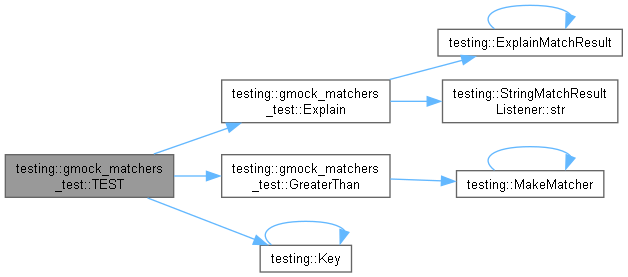 testing::gmock_matchers
_test::TEST
testing::gmock_matchers
_test::Explain
testing::ExplainMatchResult
testing::StringMatchResult
Listener::str
testing::gmock_matchers
_test::GreaterThan
testing::MakeMatcher
testing::Key